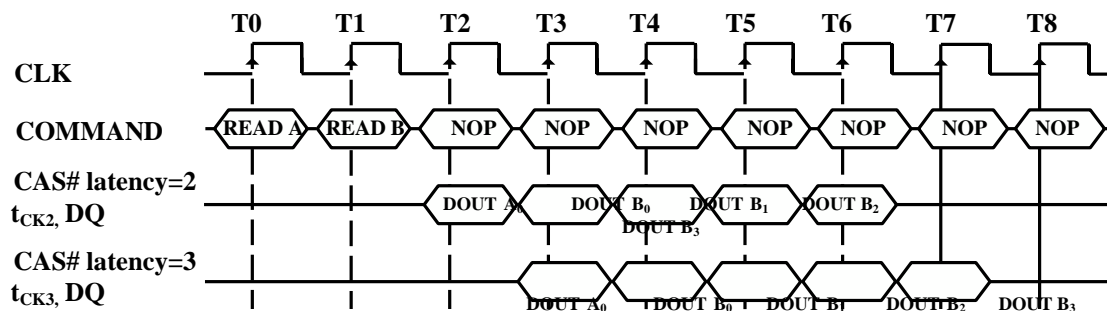 T0 T1 T2 T3 T4 T5 T6 T7 T8
CLK
COMMAND READ A READ B NOP NOP NOP NOP NOP NOP NOP
CAS# latency=2
tCK2, DQ DOUT A0 DOUT B0 DOUT B1 DOUT B2
DOUT B3
CAS# latency=3
tCK3, DQ DOUT A0 DOUT B0 DOUT B1 DOUT B2 DOUT B3